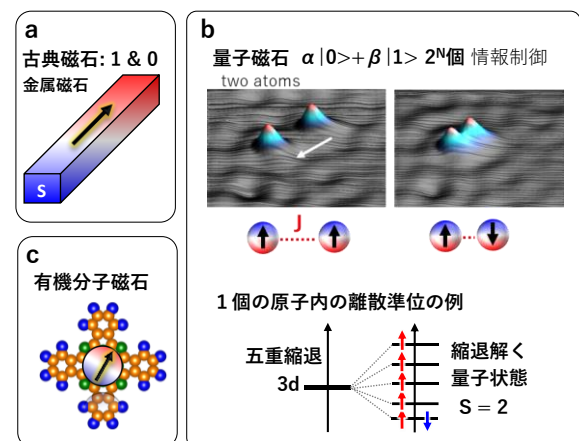 a
古典磁石: 1 & 0
金属磁石
S
b
量子磁石 α |0>+ β |1> 2ᴺ個 情報制御
two atoms
J
c
有機分子磁石
1個の原子内の離散準位の例
五重縮退
3d
縮退解く
量子状態
S = 2